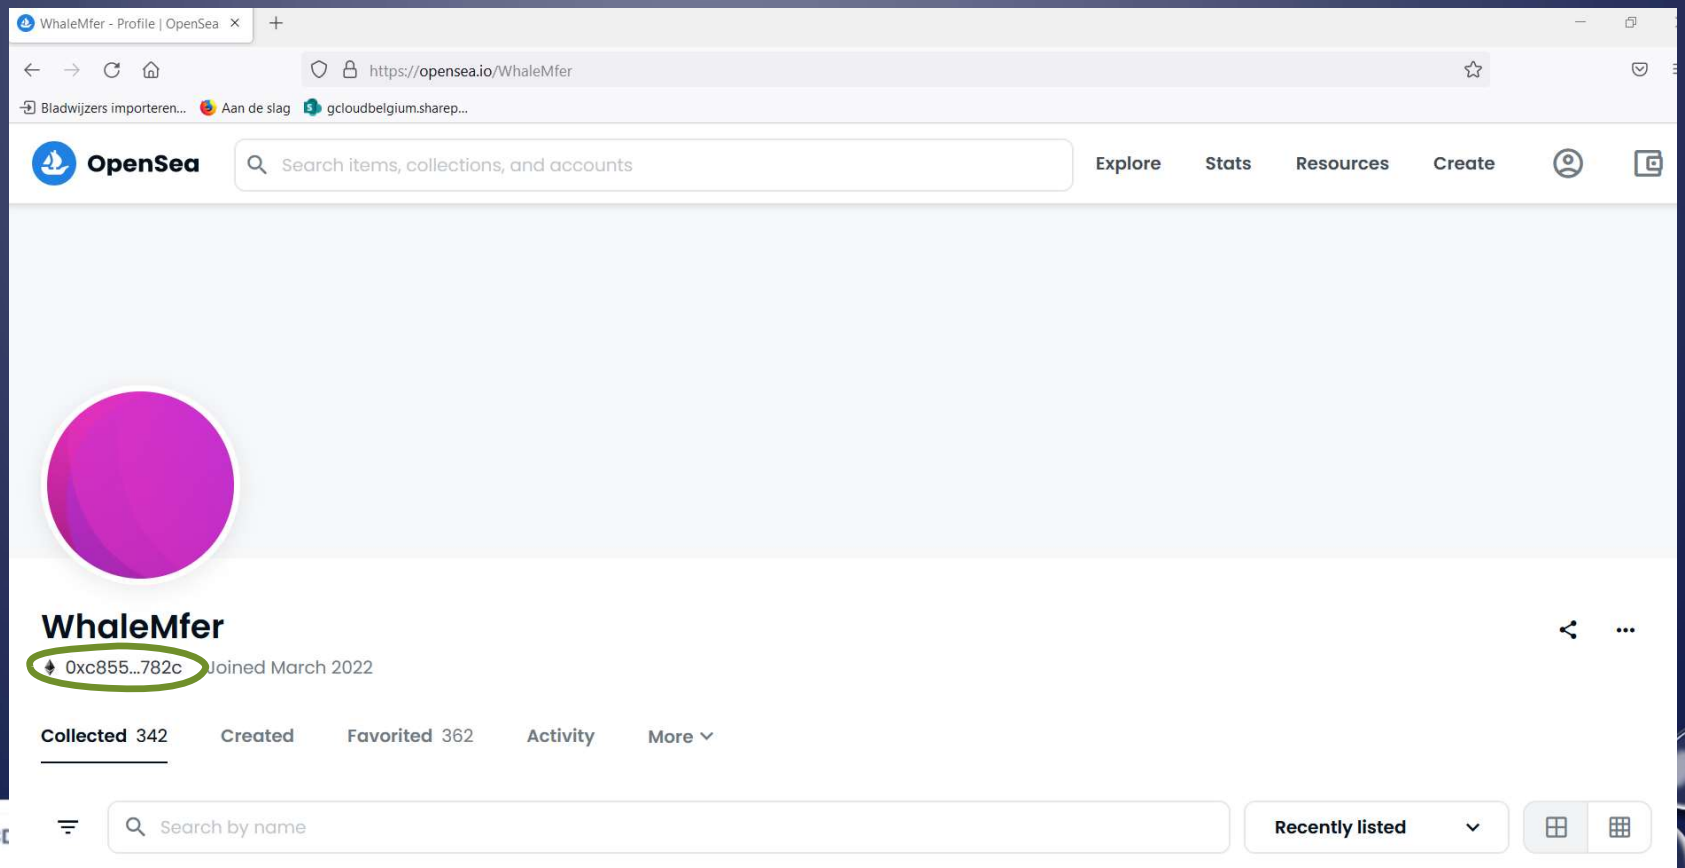 WhaleMfer - Profile | OpenSea
https://opensea.io/WhaleMfer
Bladwijzers importeren... Aan de slag gcloudbelgium.sharep...
OpenSea Search items, collections, and accounts Explore Stats Resources Create
WhaleMfer
0xc855...782c Joined March 2022
Collected 342 Created Favorited 362 Activity More
Search by name Recently listed